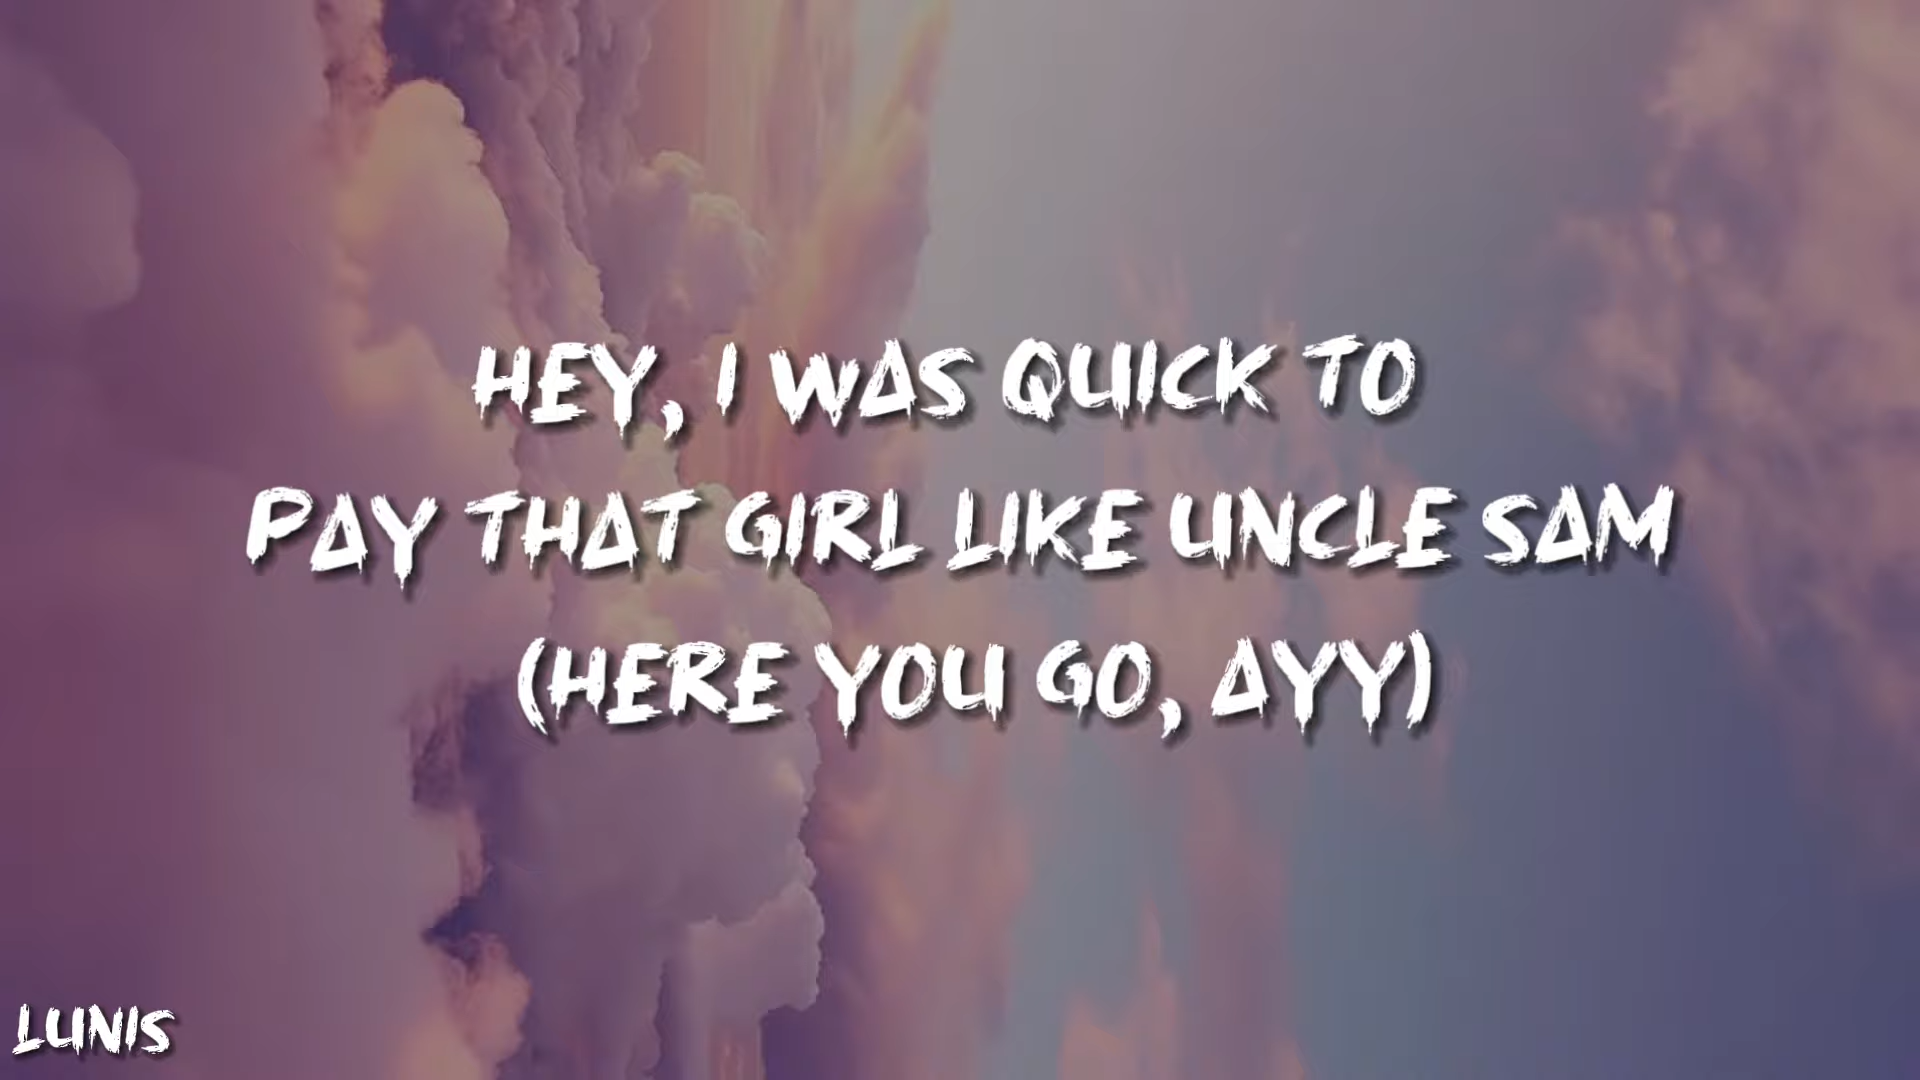 HEY, I WAS QUICK TO
PAY THAT GIRL LIKE UNCLE SAM
(HERE YOU GO, AYY)
LUNIS